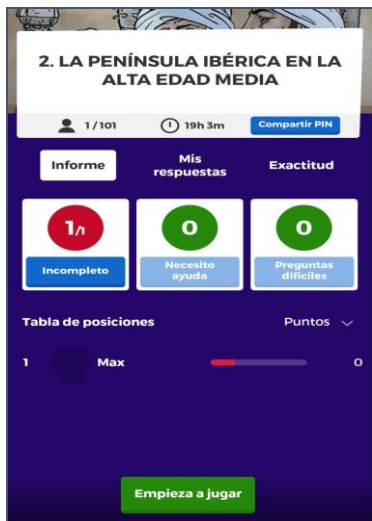 2. LA PENÍNSULA IBÉRICA EN LA
ALTA EDAD MEDIA
1/101
19h 3m
Compartir PIN
Informe
Mis
respuestas
Exactitud
1/1
0
0
Incompleto
Necesito
ayuda
Preguntas
difíciles
Tabla de posiciones
Puntos
1 Max 0
Empieza a jugar